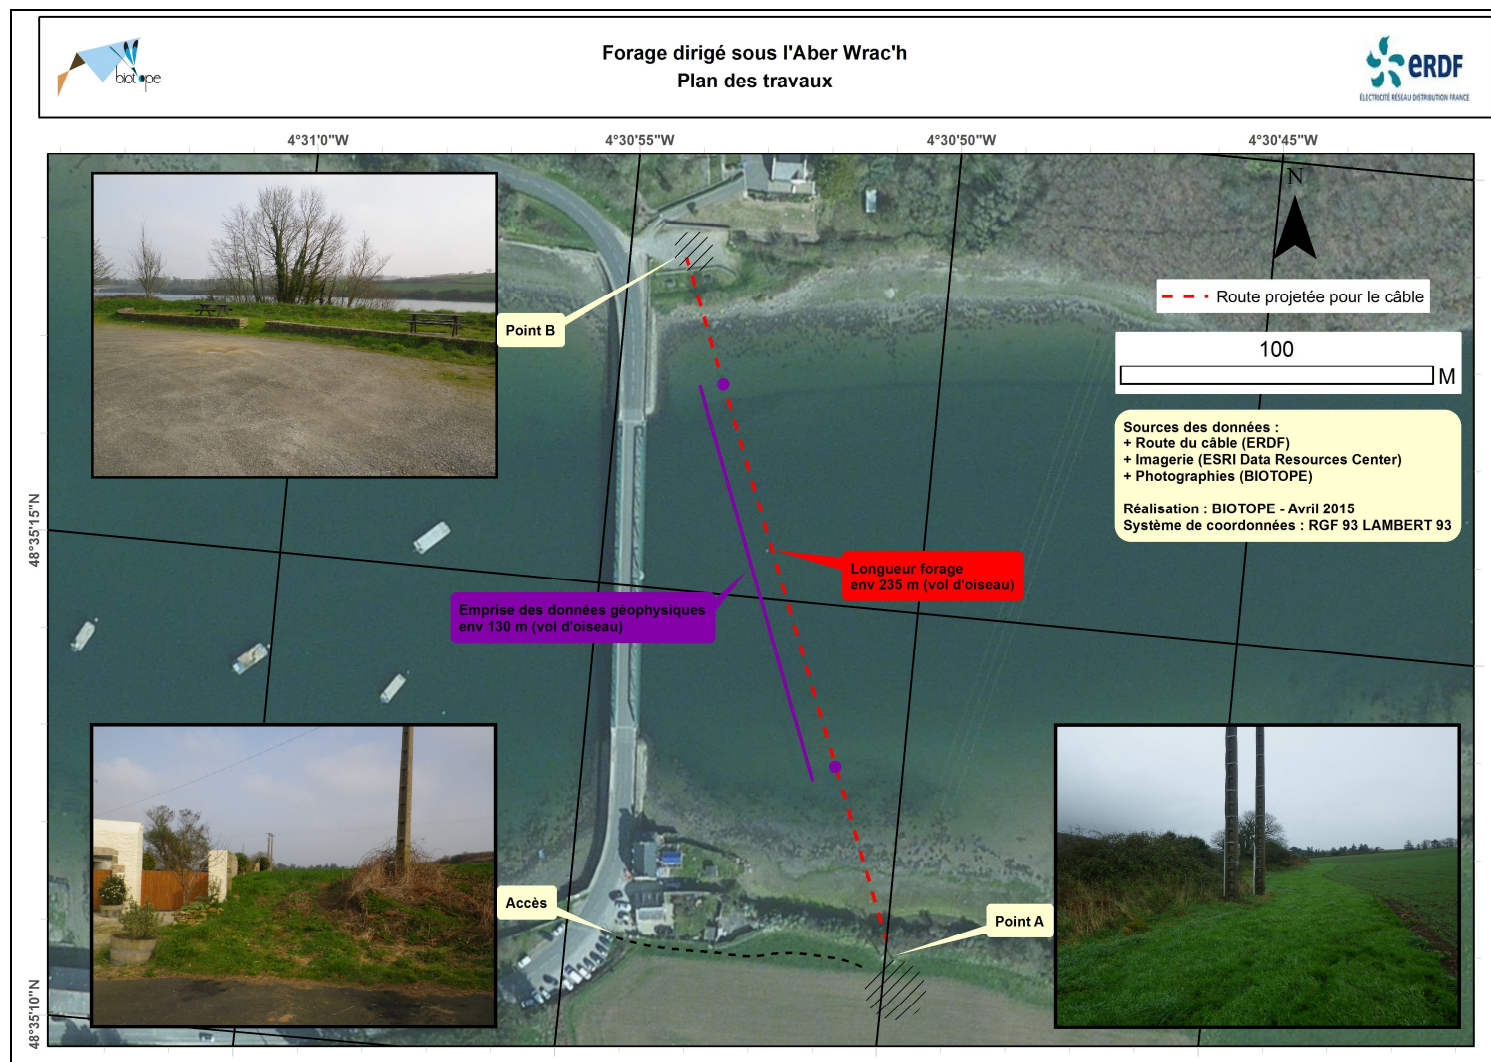 biotope
Forage dirigé sous l'Aber Wrac'h
Plan des travaux
eRDF
ÉLECTRICITÉ RÉSEAU DISTRIBUTION FRANCE
4°31'0"W
4°30'55"W
4°30'50"W
4°30'45"W
N
Route projetée pour le câble
100
M
Point B
Sources des données :
+ Route du câble (ERDF)
+ Imagerie (ESRI Data Resources Center)
+ Photographies (BIOTOPE)
Réalisation : BIOTOPE - Avril 2015
Système de coordonnées : RGF 93 LAMBERT 93
48°35'15"N
Longueur forage
env 235 m (vol d'oiseau)
Emprise des données géophysiques
env 130 m (vol d'oiseau)
Accès
Point A
48°35'10"N